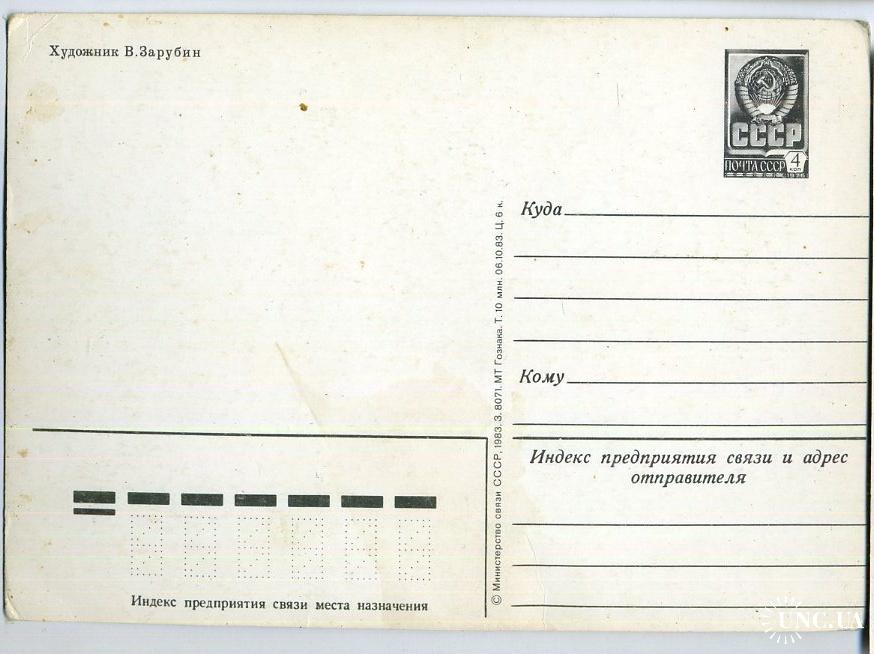 Художник В.Зарубин
СССР
ПОЧТА СССР
4
КОП
1976
Куда
Кому
© Министерство связи СССР, 1983. З. 8071. МТ Гознака. Т. 10 млн. 06.10.83. Ц. 6 к.
Индекс предприятия связи и адрес
отправителя
Индекс предприятия связи места назначения
UNC.UA